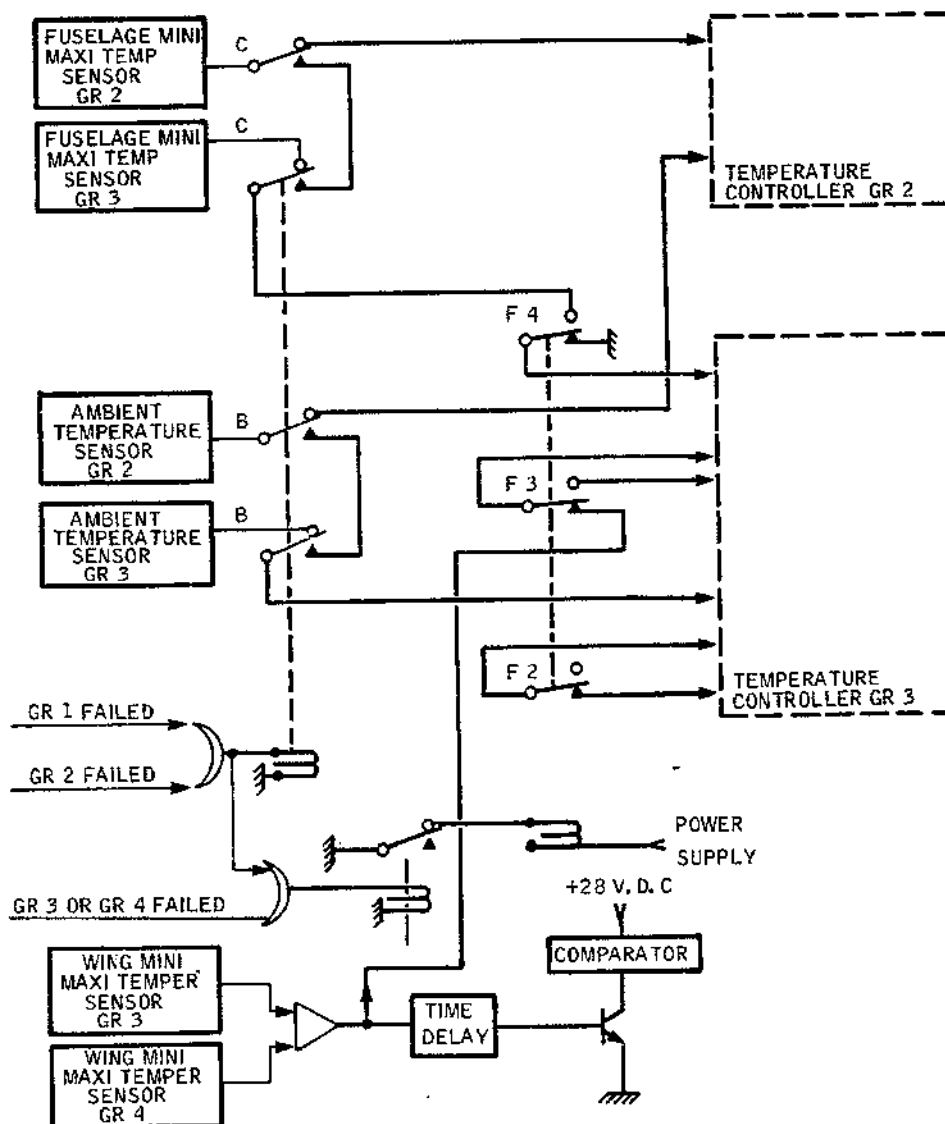 FUSELAGE MINI
MAXI TEMP
SENSOR
GR 2
C
FUSELAGE MINI
MAXI TEMP
SENSOR
GR 3
C
TEMPERATURE
CONTROLLER GR 2
F 4
AMBIENT
TEMPERATURE
SENSOR
GR 2
B
F 3
AMBIENT
TEMPERATURE
SENSOR
GR 3
B
F 2
TEMPERATURE
CONTROLLER GR 3
GR 1 FAILED
GR 2 FAILED
POWER
SUPPLY
GR 3 OR GR 4 FAILED
+28 V. D. C
COMPARATOR
WING MINI
MAXI TEMPER
SENSOR
GR 3
TIME
DELAY
WING MINI
MAXI TEMPER
SENSOR
GR 4